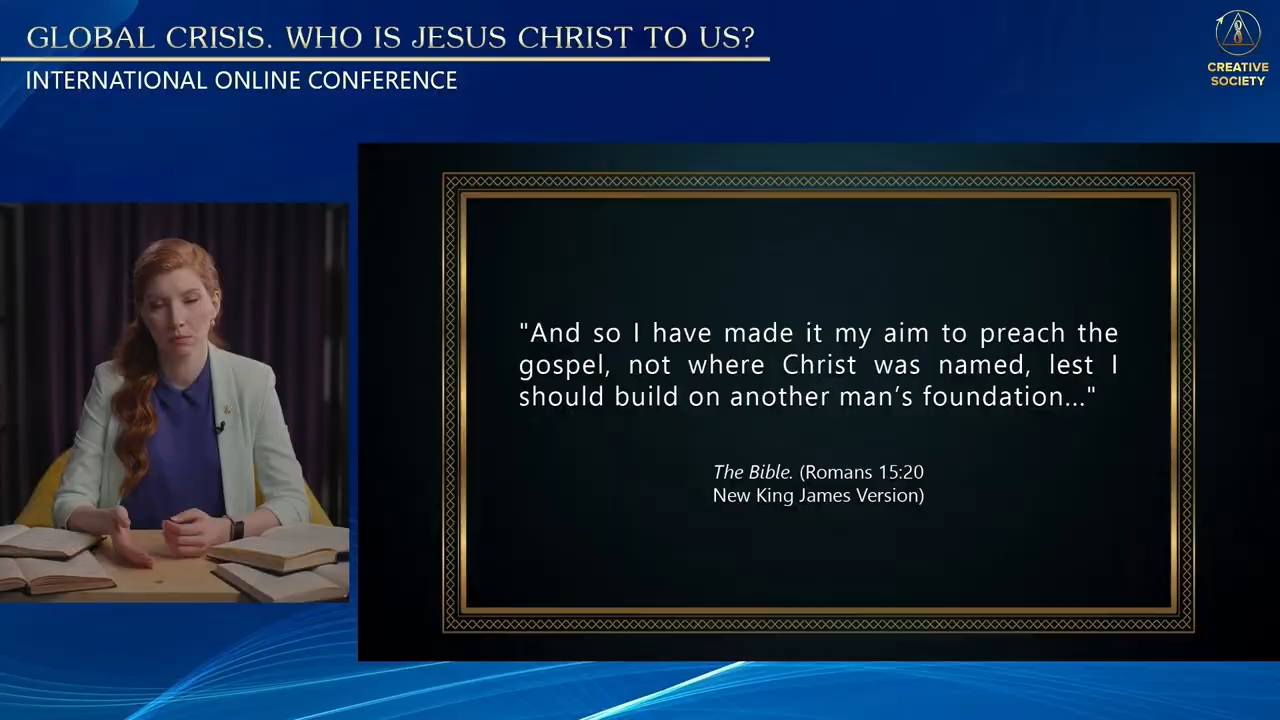 GLOBAL CRISIS. WHO IS JESUS CHRIST TO US?
INTERNATIONAL ONLINE CONFERENCE
CREATIVE
SOCIETY
"And so I have made it my aim to preach the
gospel, not where Christ was named, lest I
should build on another man’s foundation..."
The Bible. (Romans 15:20
New King James Version)